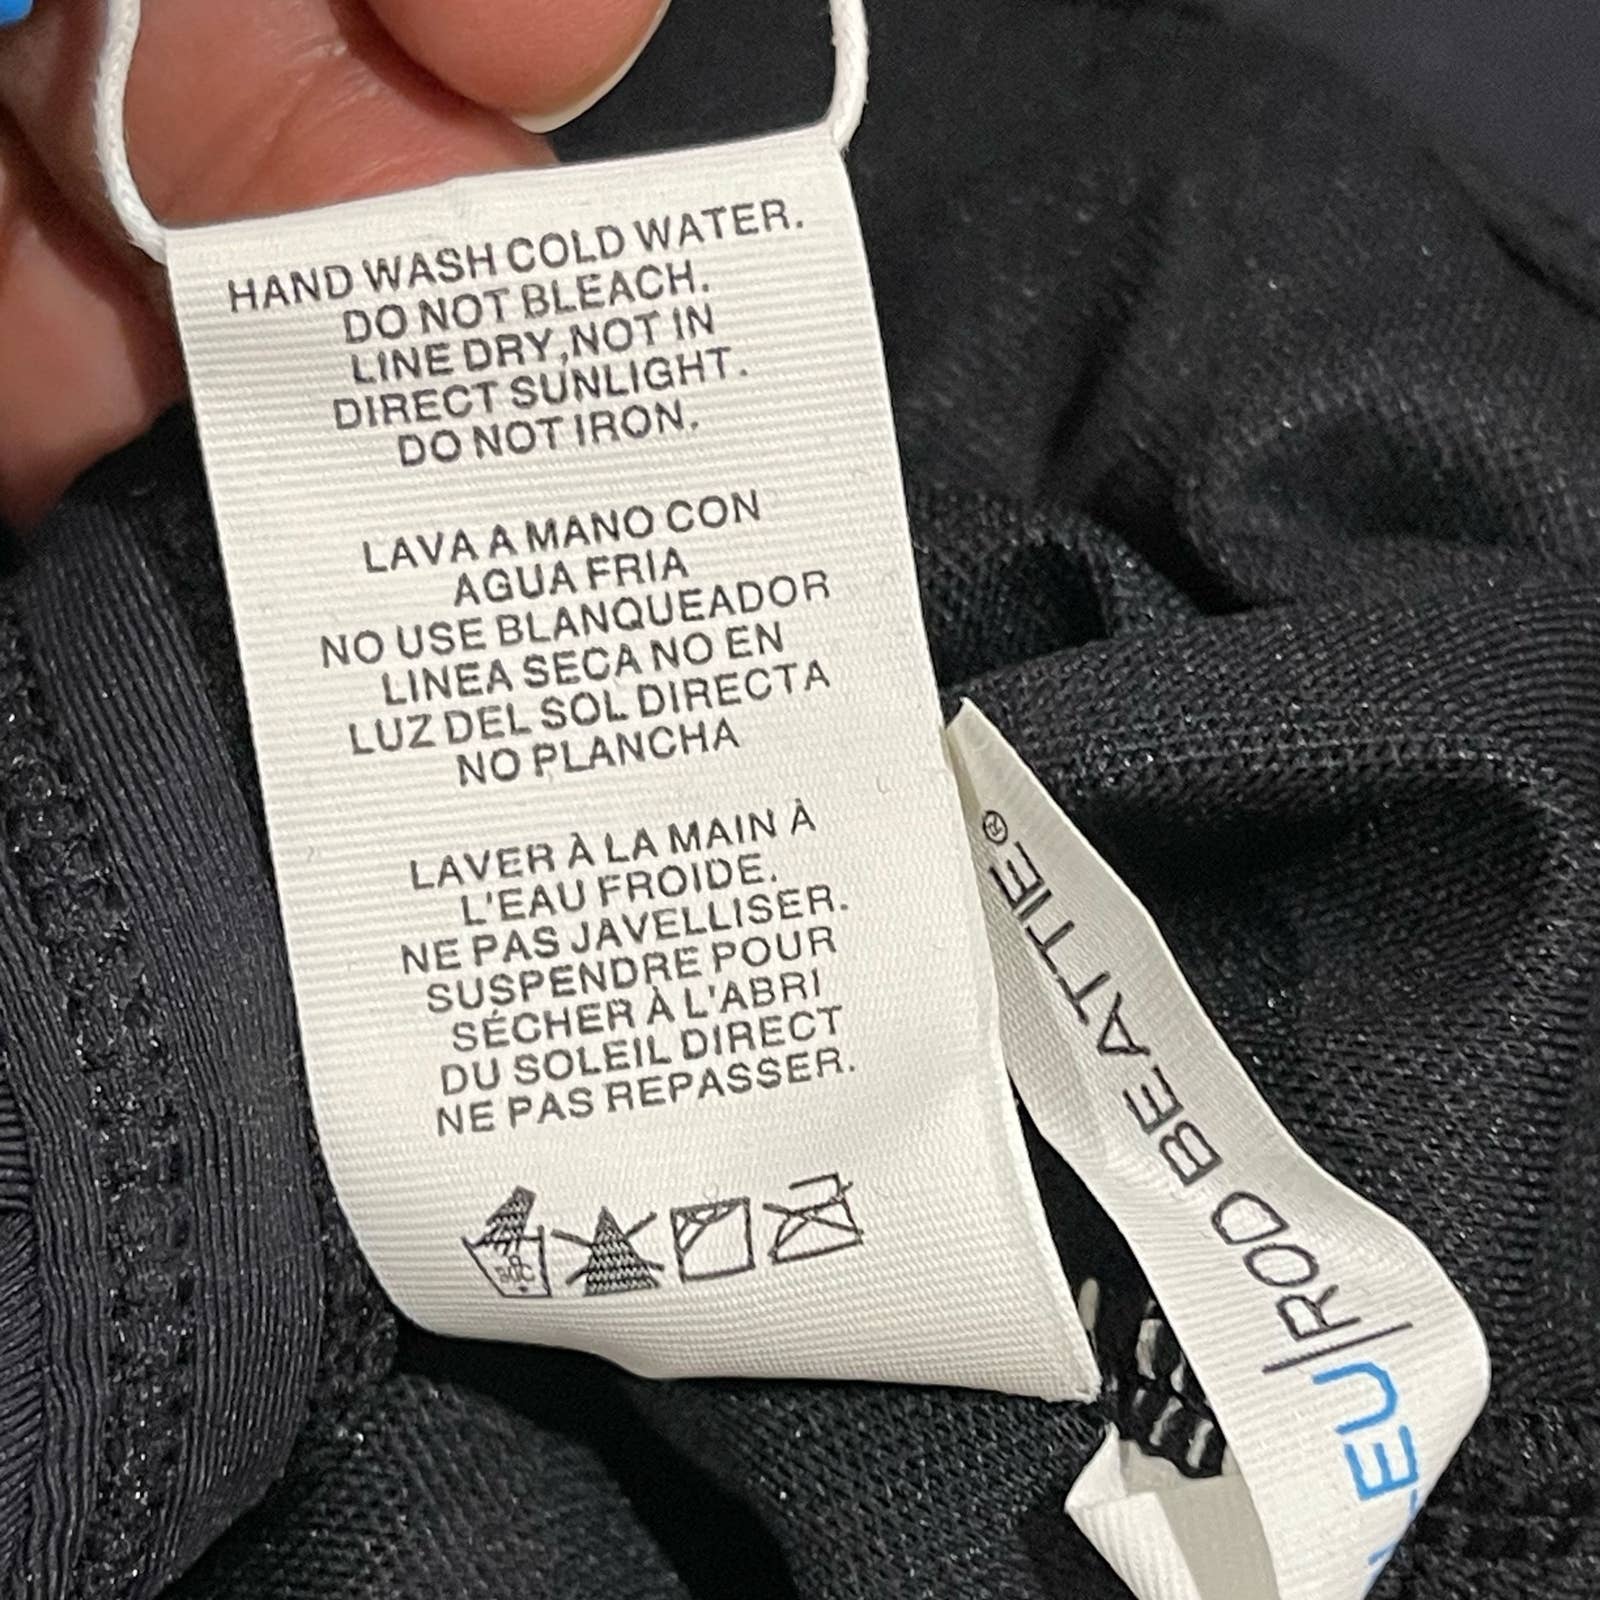 HAND WASH COLD WATER.
DO NOT BLEACH.
LINE DRY, NOT IN
DIRECT SUNLIGHT.
DO NOT IRON.
LAVA A MANO CON
AGUA FRIA
NO USE BLANQUEADOR
LINEA SECA NO EN
LUZ DEL SOL DIRECTA
NO PLANCHA
LAVER À LA MAIN À
L'EAU FROIDE.
NE PAS JAVELLISER.
SUSPENDRE POUR
SÉCHER À L'ABRI
DU SOLEIL DIRECT
NE PAS REPASSER.
LEU|ROD BEATTIE®